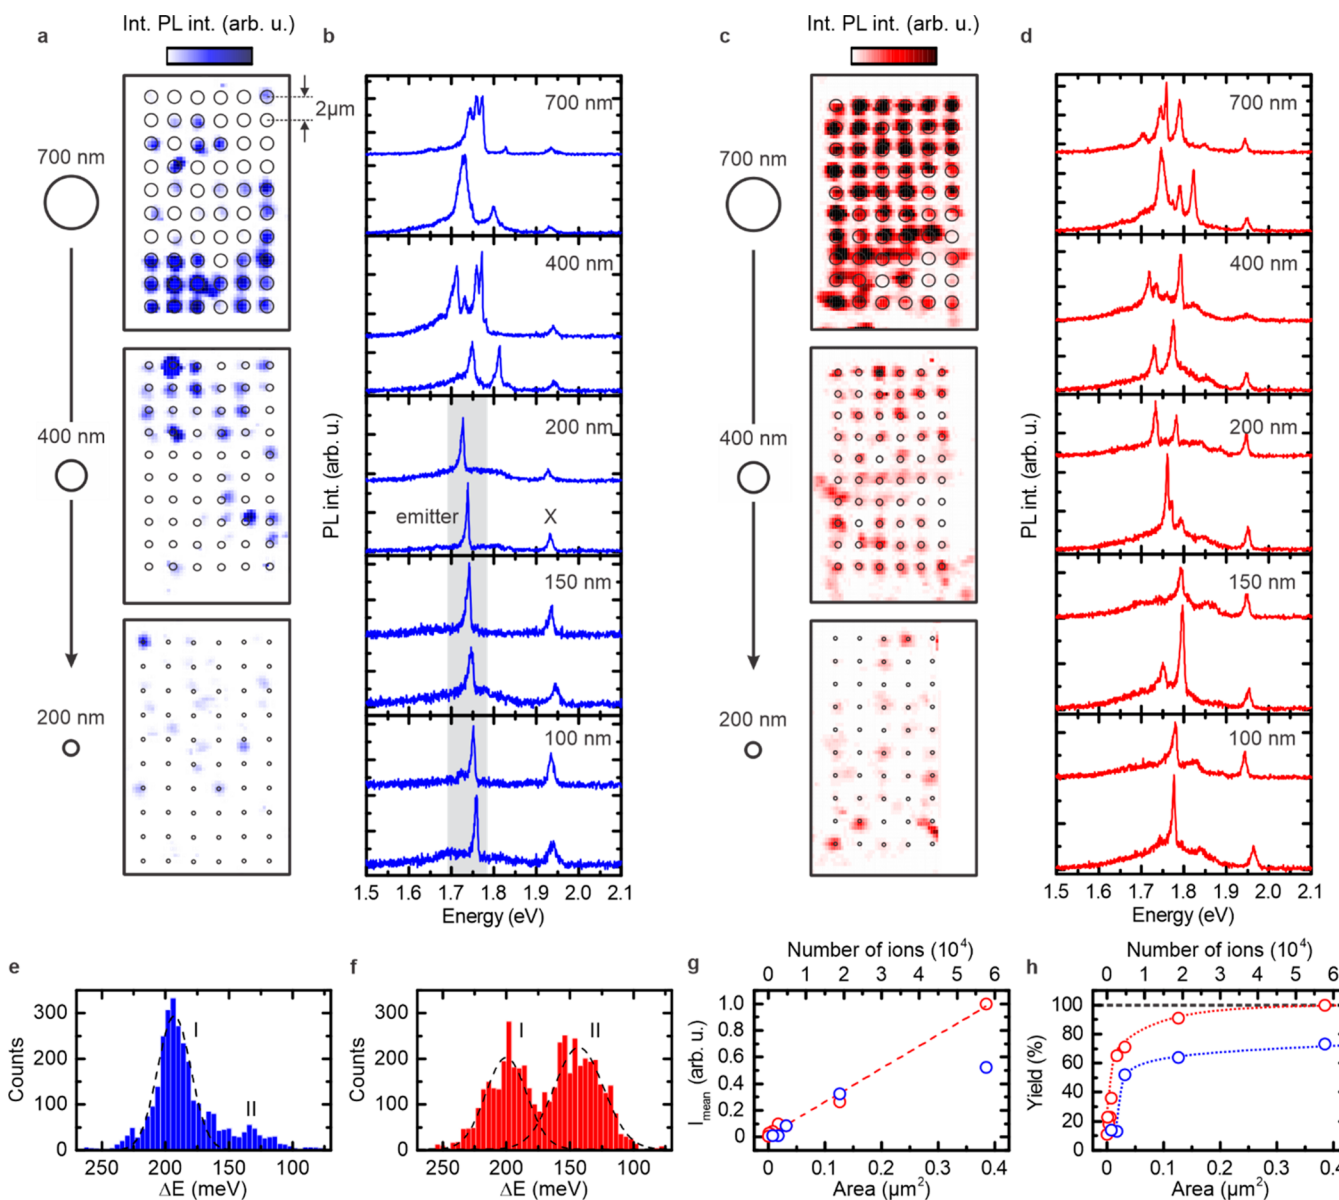 a
Int. PL int. (arb. u.)
2µm
700 nm
400 nm
200 nm
b
700 nm
400 nm
200 nm
emitter
X
150 nm
100 nm
PL int. (arb. u.)
1.5 1.6 1.7 1.8 1.9 2.0 2.1
Energy (eV)
c
Int. PL int. (arb. u.)
700 nm
400 nm
200 nm
d
700 nm
400 nm
200 nm
150 nm
100 nm
PL int. (arb. u.)
1.5 1.6 1.7 1.8 1.9 2.0 2.1
Energy (eV)
e
300
200
100
0
Counts
I
II
250 200 150 100
ΔE (meV)
f
300
200
100
0
Counts
I
II
250 200 150 100
ΔE (meV)
g
Number of ions (10⁴)
0 1 2 3 4 5 6
1.0
0.8
0.6
0.4
0.2
0
I mean (arb. u.)
0 0.1 0.2 0.3 0.4
Area (µm²)
h
Number of ions (10⁴)
0 1 2 3 4 5 6
100
80
60
40
20
0
Yield (%)
0 0.1 0.2 0.3 0.4
Area (µm²)